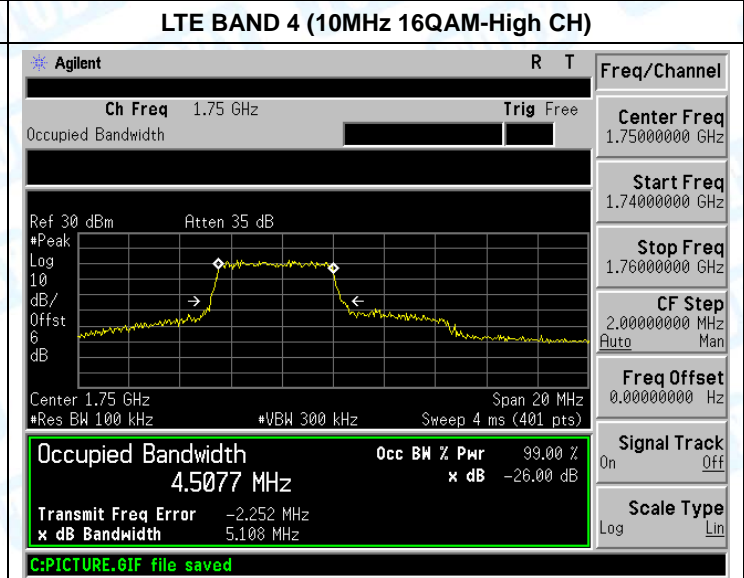 LTE BAND 4 (10MHz 16QAM-High CH)
Agilent R T
Ch Freq 1.75 GHz Trig Free
Occupied Bandwidth
Ref 30 dBm Atten 35 dB
#Peak
Log
10
dB/
Offst
6
dB
Center 1.75 GHz Span 20 MHz
#Res BW 100 kHz #VBW 300 kHz Sweep 4 ms (401 pts)
Occupied Bandwidth Occ BW % Pwr 99.00 %
4.5077 MHz x dB -26.00 dB
Transmit Freq Error -2.252 MHz
x dB Bandwidth 5.108 MHz
C:PICTURE.GIF file saved
Freq/Channel
Center Freq
1.75000000 GHz
Start Freq
1.74000000 GHz
Stop Freq
1.76000000 GHz
CF Step
2.00000000 MHz
Auto Man
Freq Offset
0.00000000 Hz
Signal Track
On Off
Scale Type
Log Lin